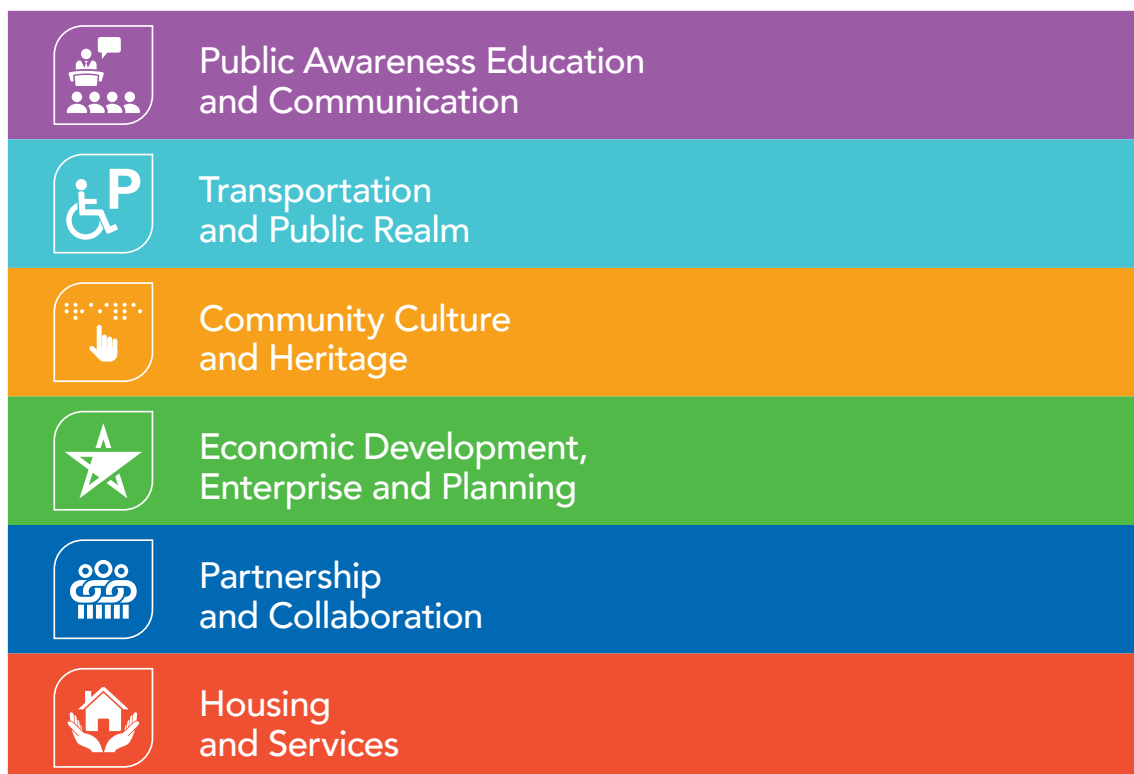 Public Awareness Education
and Communication
P
Transportation
and Public Realm
Community Culture
and Heritage
Economic Development,
Enterprise and Planning
Partnership
and Collaboration
Housing
and Services